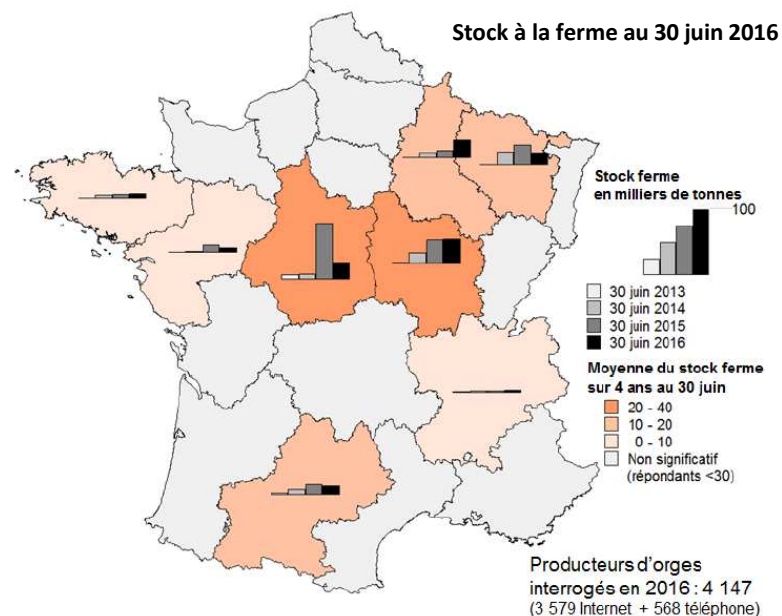 Stock à la ferme au 30 juin 2016
Stock ferme
en milliers de tonnes
100
30 juin 2013
30 juin 2014
30 juin 2015
30 juin 2016
Moyenne du stock ferme
sur 4 ans au 30 juin
20 - 40
10 - 20
0 - 10
Non significatif
(répondants <30)
Producteurs d'orges
interrogés en 2016 : 4 147
(3 579 Internet + 568 téléphone)